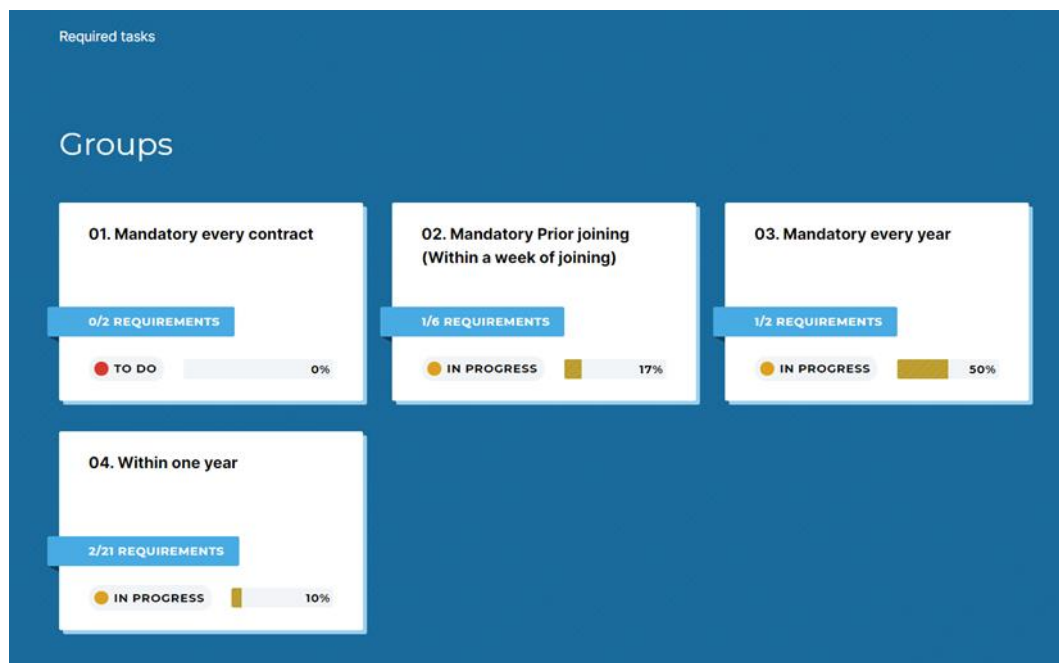 Required tasks
Groups
01. Mandatory every contract
0/2 REQUIREMENTS
TO DO
0%
02. Mandatory Prior joining
(Within a week of joining)
1/6 REQUIREMENTS
IN PROGRESS
17%
03. Mandatory every year
1/2 REQUIREMENTS
IN PROGRESS
50%
04. Within one year
2/21 REQUIREMENTS
IN PROGRESS
10%